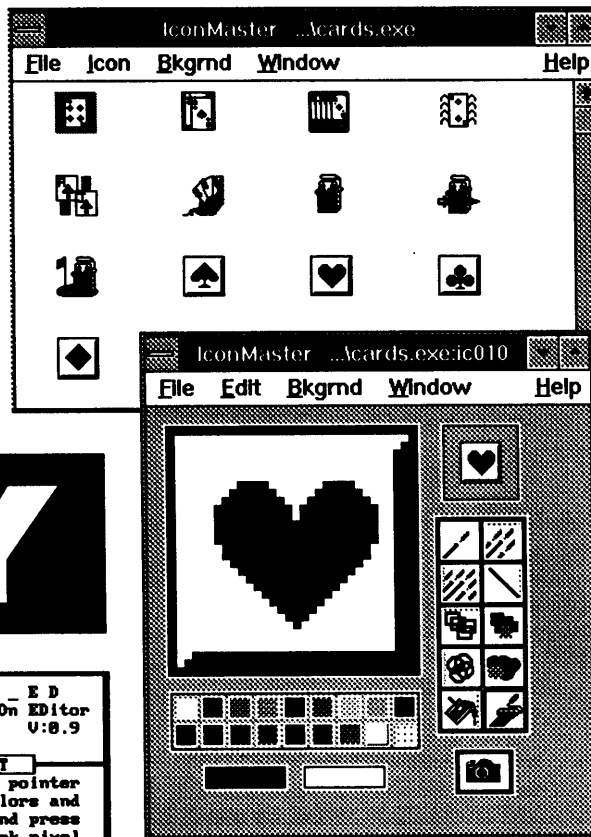 IconMaster ...\cards.exe
File Icon Bkgrnd Window Help
IconMaster ...\cards.exe:ic010
File Edit Bkgrnd Window Help
Y
_ E D
On EDitor
V:0.9
T
pointer
lors and
nd press